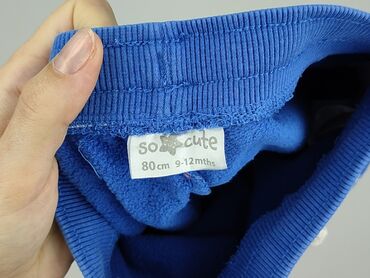 so cute
80cm 9-12mths